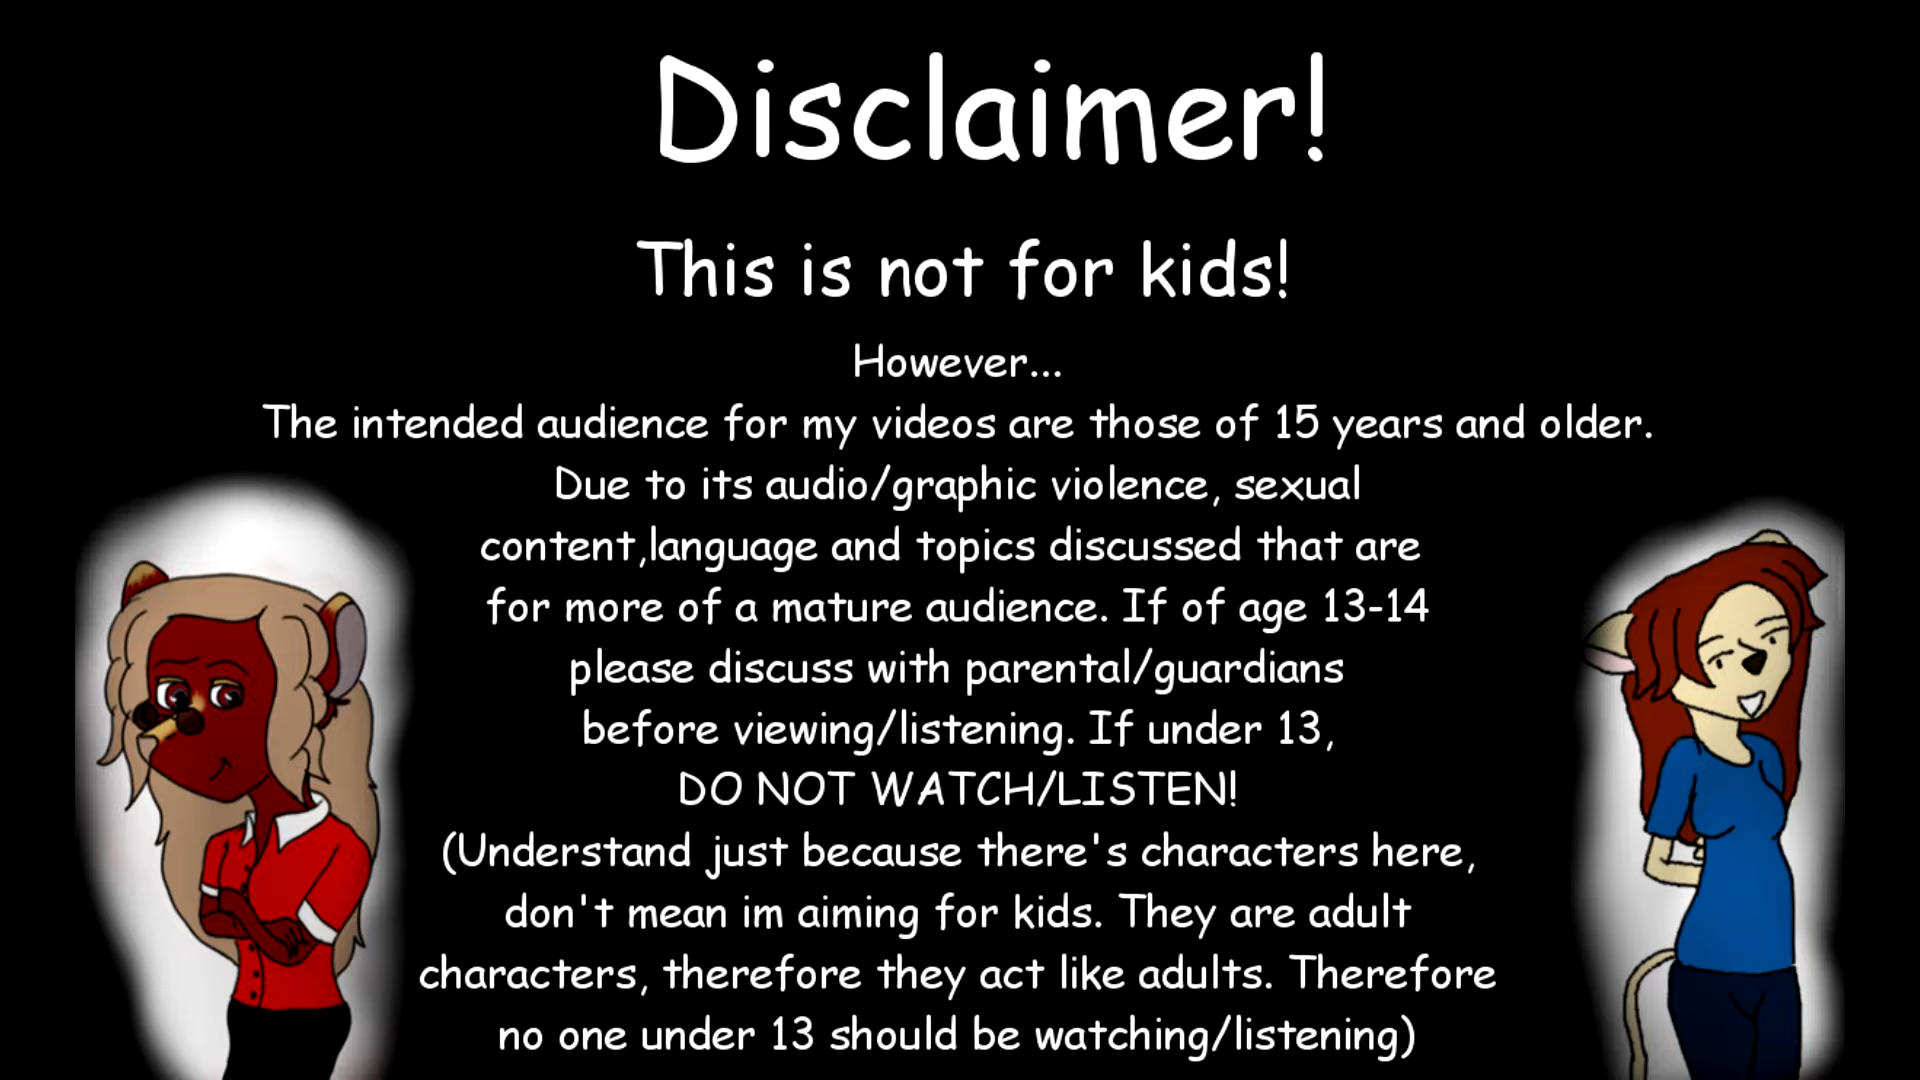 Disclaimer!
This is not for kids!
However...
The intended audience for my videos are those of 15 years and older.
Due to its audio/graphic violence, sexual
content,language and topics discussed that are
for more of a mature audience. If of age 13-14
please discuss with parental/guardians
before viewing/listening. If under 13,
DO NOT WATCH/LISTEN!
(Understand just because there's characters here,
don't mean im aiming for kids. They are adult
characters, therefore they act like adults. Therefore
no one under 13 should be watching/listening)